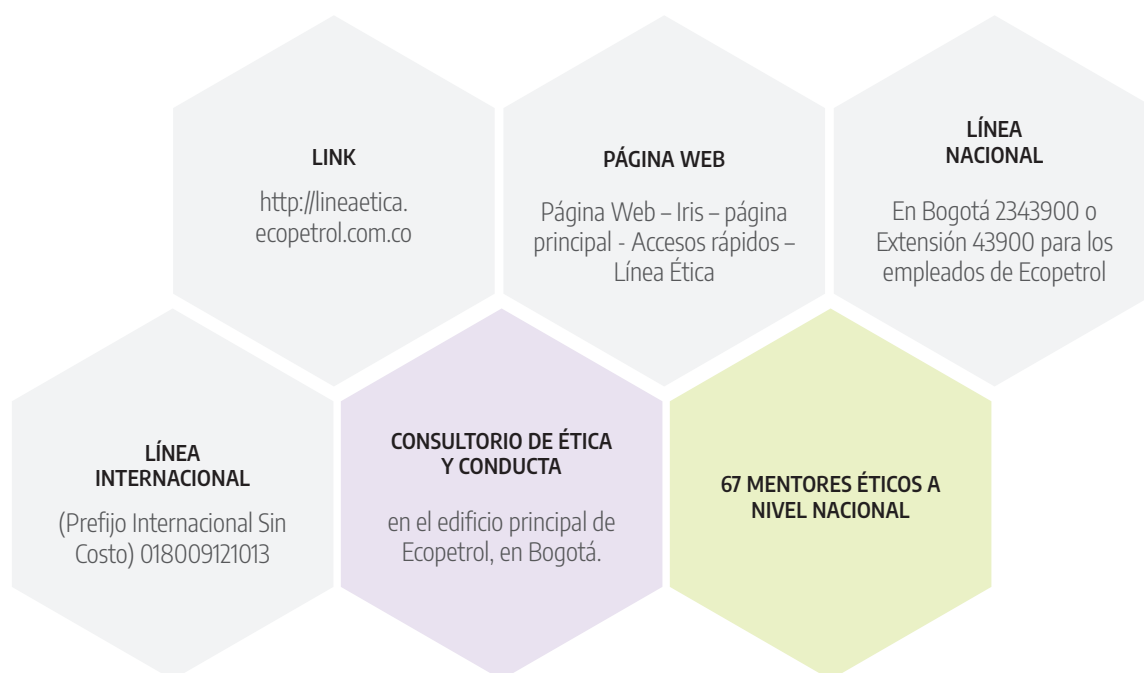 LINK
http://lineaetica.
ecopetrol.com.co
PÁGINA WEB
Página Web – Iris – página
principal - Accesos rápidos –
Línea Ética
LÍNEA
NACIONAL
En Bogotá 2343900 o
Extensión 43900 para los
empleados de Ecopetrol
LÍNEA
INTERNACIONAL
(Prefijo Internacional Sin
Costo) 018009121013
CONSULTORIO DE ÉTICA
Y CONDUCTA
en el edificio principal de
Ecopetrol, en Bogotá.
67 MENTORES ÉTICOS A
NIVEL NACIONAL